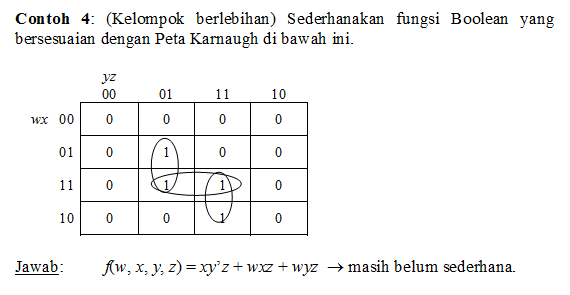 Contoh 4: (Kelompok berlebihan) Sederhanakan fungsi Boolean yang
bersesuaian dengan Peta Karnaugh di bawah ini.
yz
00 01 11 10
wx 00 0 0 0 0
01 0 1 0 0
11 0 1 1 0
10 0 0 1 0
Jawab: f(w, x, y, z) = xy’z + wxz + wyz → masih belum sederhana.